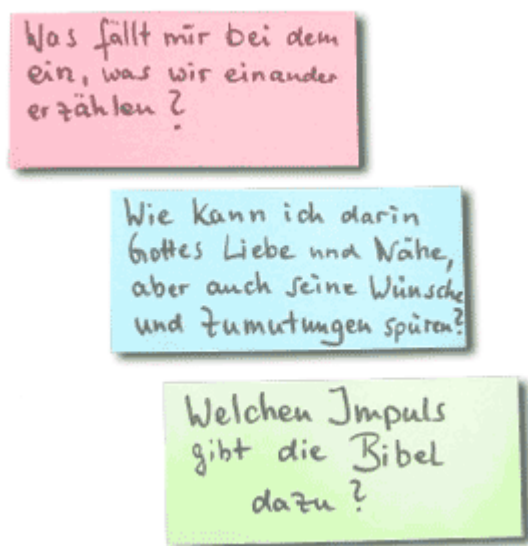 Was fällt mir bei dem
ein, was wir einander
erzählen?
Wie kann ich darin
Gottes Liebe und Nähe,
aber auch seine Wünsche
und Zumutungen spüren?
Welchen Impuls
gibt die Bibel
dazu?